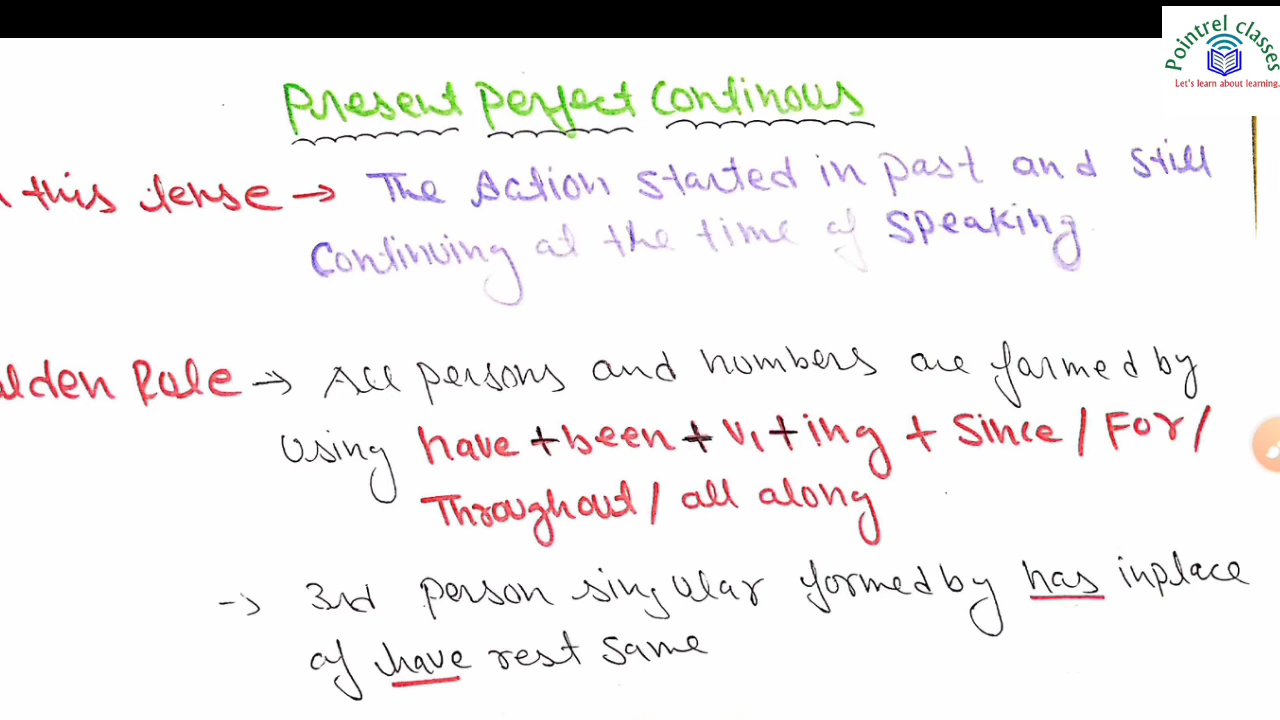 Pointrel classes
Let's learn about learning.
Present Perfect Continous
this tense → The Action started in past and still
Continuing at the time of speaking
lden Rule → All persons and numbers are formed by
using have + been + V1 + ing + Since / For /
Throughout / all along
→ 3rd person singular formed by has inplace
of have rest same